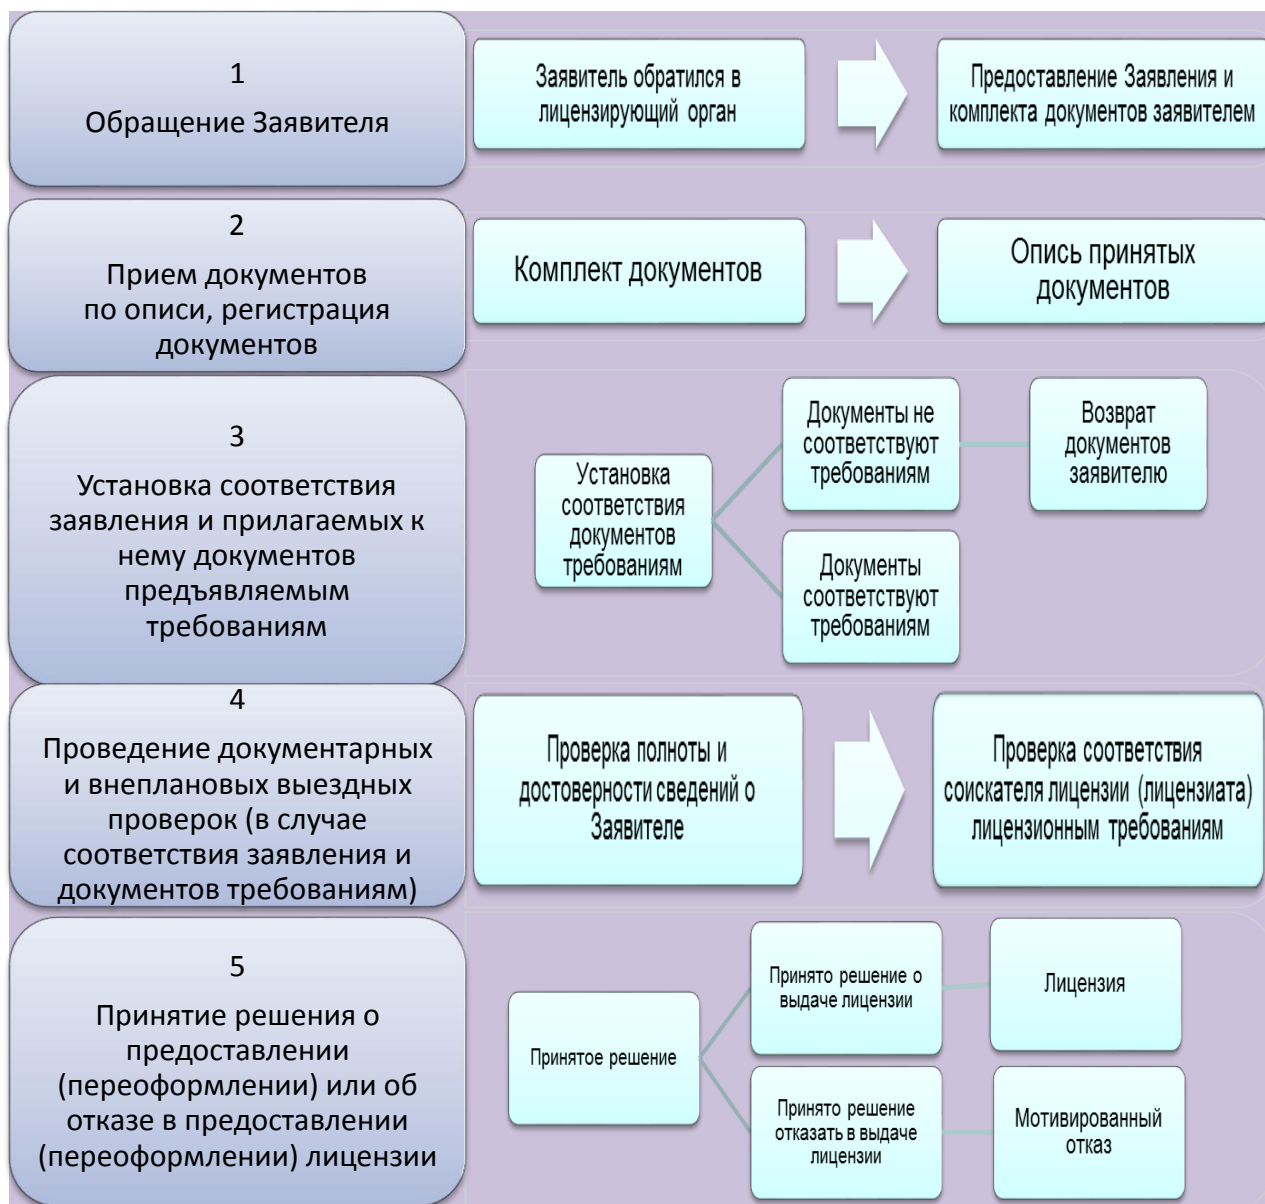 1
Обращение Заявителя
Заявитель обратился в
лицензирующий орган
Предоставление Заявления и
комплекта документов заявителем
2
Прием документов
по описи, регистрация
документов
Комплект документов
Опись принятых
документов
3
Установка соответствия
заявления и прилагаемых к
нему документов
предъявляемым
требованиям
Установка
соответствия
документов
требованиям
Документы не
соответствуют
требованиям
Возврат
документов
заявителю
Документы
соответствуют
требованиям
4
Проведение документарных
и внеплановых выездных
проверок (в случае
соответствия заявления и
документов требованиям)
Проверка полноты и
достоверности сведений о
Заявителе
Проверка соответствия
соискателя лицензии (лицензиата)
лицензионным требованиям
5
Принятие решения о
предоставлении
(переоформлении) или об
отказе в предоставлении
(переоформлении) лицензии
Принятое решение
Принято решение о
выдаче лицензии
Лицензия
Принято решение
отказать в выдаче
лицензии
Мотивированный
отказ